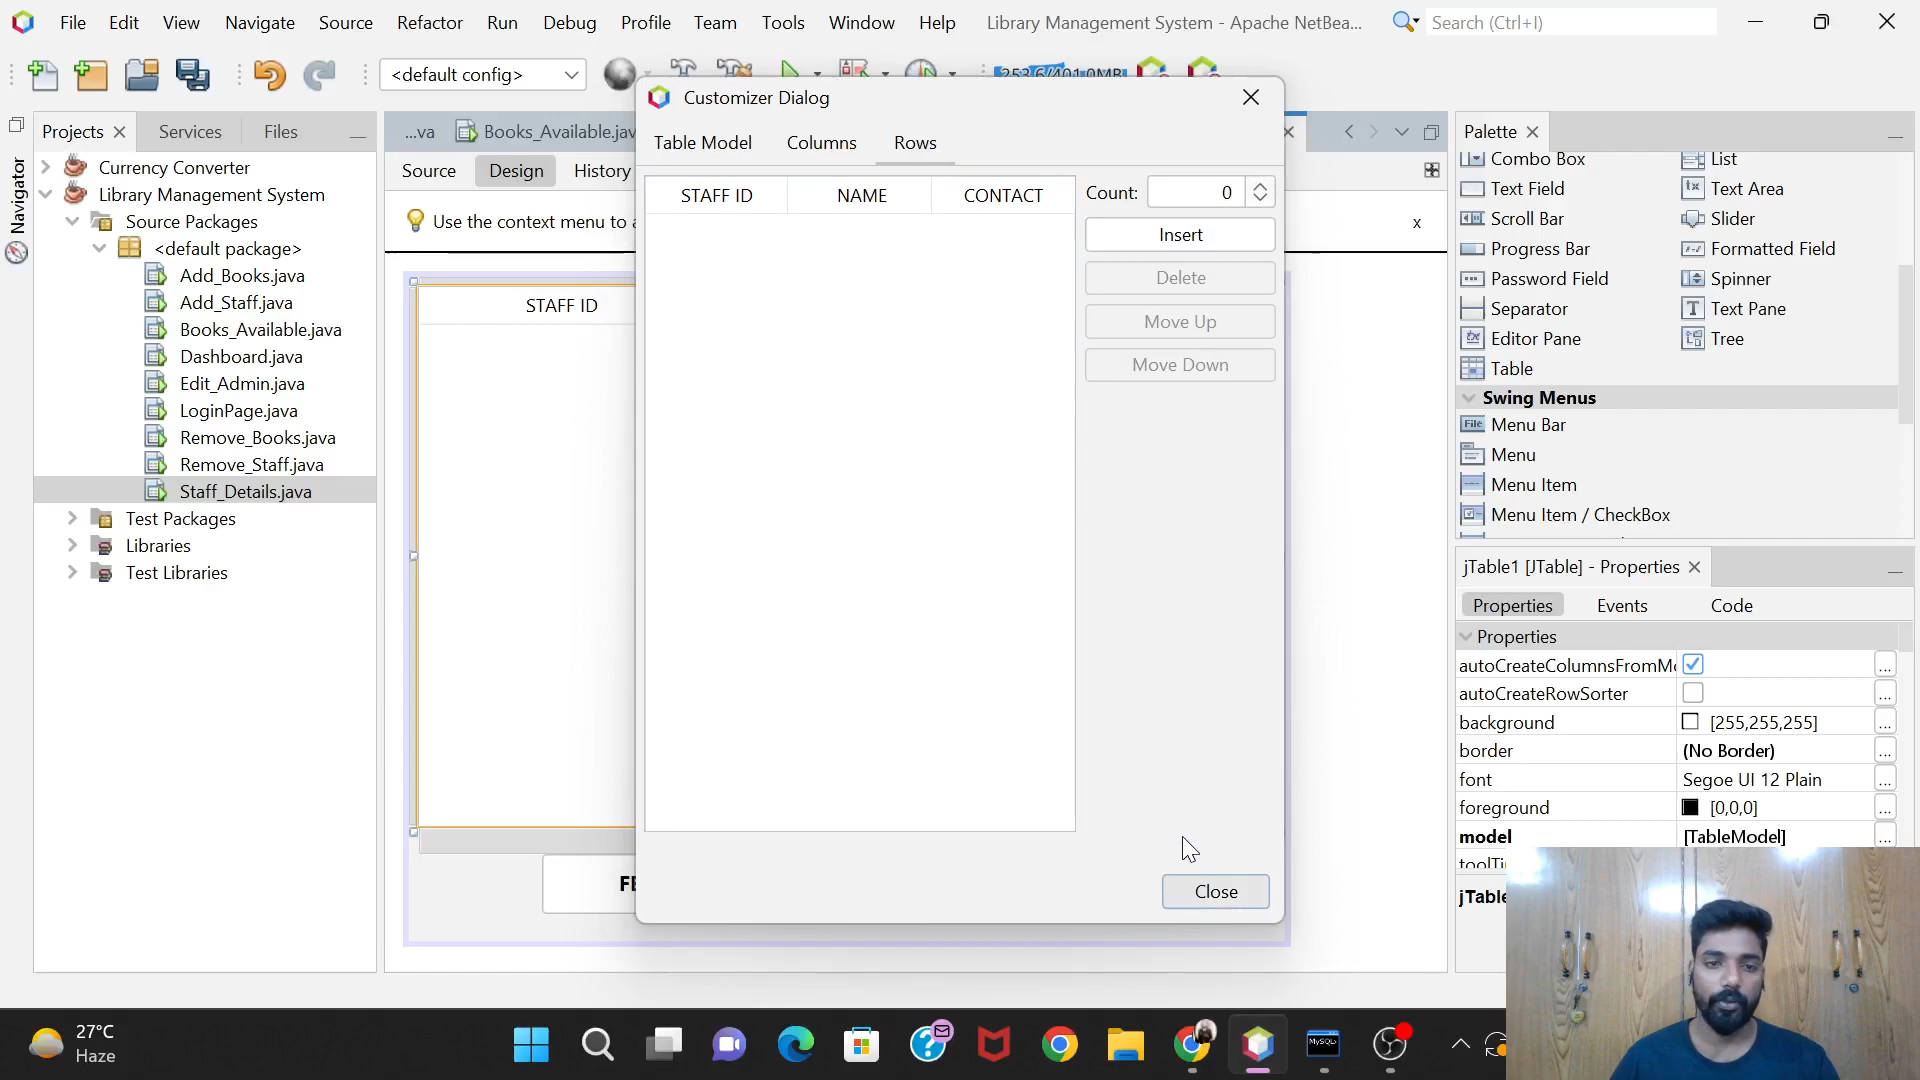 File Edit View Navigate Source Refactor Run Debug Profile Team Tools Window Help Library Management System - Apache NetBea... Search (Ctrl+I)
<default config>
253.6/401.0MB
Projects Services Files
Navigator
Currency Converter
Library Management System
Source Packages
<default package>
Add_Books.java
Add_Staff.java
Books_Available.java
Dashboard.java
Edit_Admin.java
LoginPage.java
Remove_Books.java
Remove_Staff.java
Staff_Details.java
Test Packages
Libraries
Test Libraries
...va Books_Available.jav
Source Design History
Use the context menu to a
x
STAFF ID
FE
Customizer Dialog
Table Model Columns Rows
STAFF ID NAME CONTACT
Count: 0
Insert
Delete
Move Up
Move Down
Close
Palette
Combo Box List
Text Field Text Area
Scroll Bar Slider
Progress Bar Formatted Field
Password Field Spinner
Separator Text Pane
Editor Pane Tree
Table
Swing Menus
Menu Bar
Menu
Menu Item
Menu Item / CheckBox
jTable1 [JTable] - Properties
Properties Events Code
Properties
autoCreateColumnsFromMo
autoCreateRowSorter
background [255,255,255] ...
border (No Border) ...
font Segoe UI 12 Plain ...
foreground [0,0,0] ...
model [TableModel] ...
toolTi
jTable
27°C
Haze
MySQL